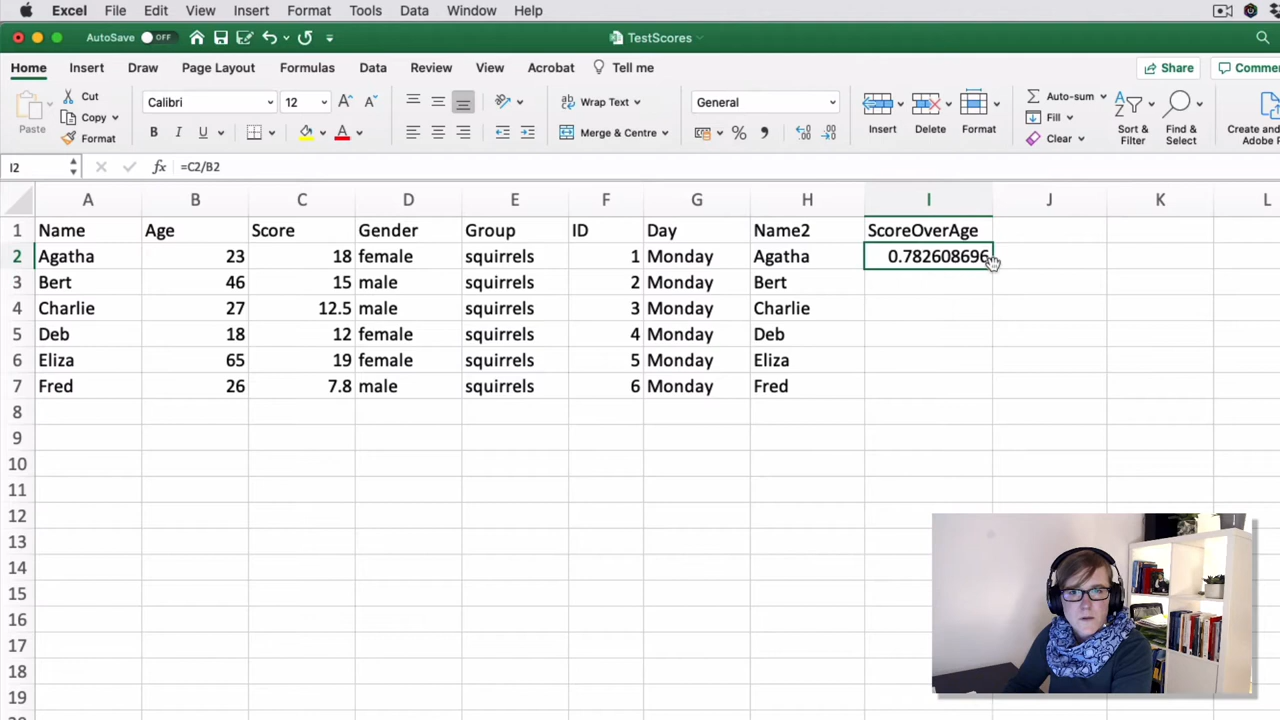 Excel File Edit View Insert Format Tools Data Window Help
AutoSave OFF TestScores
Home Insert Draw Page Layout Formulas Data Review View Acrobat Tell me Share Comme
Paste Cut Copy Format Calibri 12 B I U A Wrap Text Merge & Centre General % Insert Delete Format Auto-sum Fill Clear Sort & Filter Find & Select Create and Adobe P
I2 fx =C2/B2
A B C D E F G H I J K L
1 Name Age Score Gender Group ID Day Name2 ScoreOverAge
2 Agatha 23 18 female squirrels 1 Monday Agatha 0.782608696
3 Bert 46 15 male squirrels 2 Monday Bert
4 Charlie 27 12.5 male squirrels 3 Monday Charlie
5 Deb 18 12 female squirrels 4 Monday Deb
6 Eliza 65 19 female squirrels 5 Monday Eliza
7 Fred 26 7.8 male squirrels 6 Monday Fred
8
9
10
11
12
13
14
15
16
17
18
19